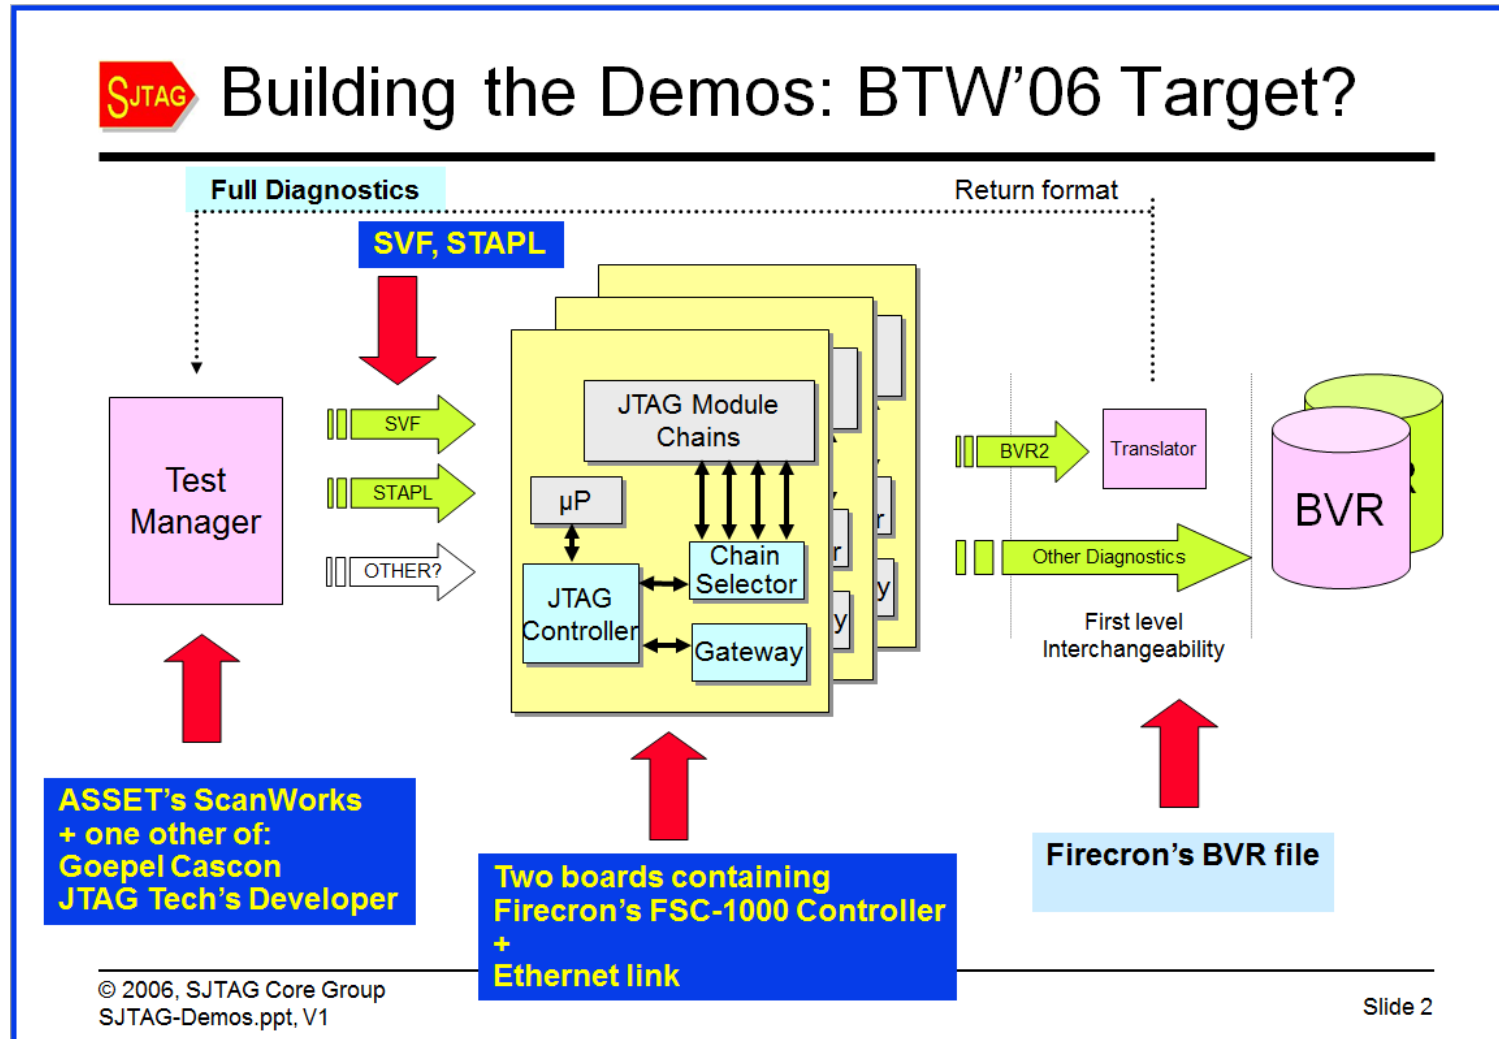 SJTAG
Building the Demos: BTW'06 Target?
Full Diagnostics
Return format
SVF, STAPL
SVF
STAPL
OTHER?
Test
Manager
JTAG Module
Chains
µP
Chain
Selector
JTAG
Controller
Gateway
r
r
y
y
BVR2
Translator
Other Diagnostics
First level
Interchangeability
BVR
R
ASSET's ScanWorks
+ one other of:
Goepel Cascon
JTAG Tech's Developer
Two boards containing
Firecron's FSC-1000 Controller
+
Ethernet link
Firecron's BVR file
© 2006, SJTAG Core Group
SJTAG-Demos.ppt, V1
Slide 2